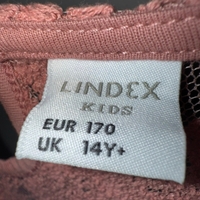 LINDEX
KIDS
EUR 170
UK 14Y+